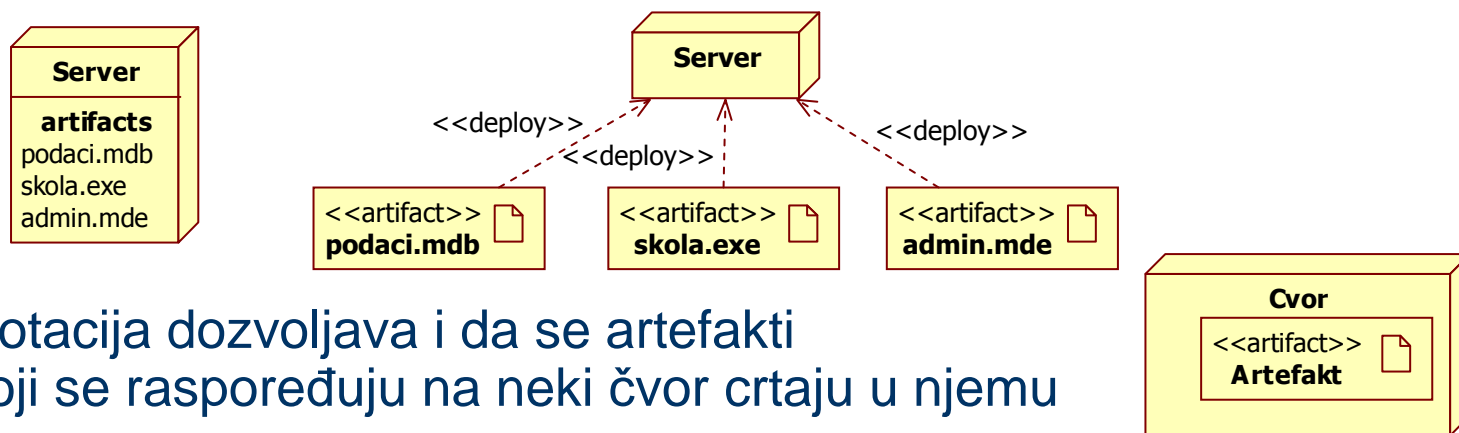 Server
artifacts
podaci.mdb
skola.exe
admin.mde
Server
<<deploy>>
<<deploy>>
<<deploy>>
<<artifact>>
podaci.mdb
<<artifact>>
skola.exe
<<artifact>>
admin.mde
Cvor
<<artifact>>
Artefakt
otacija dozvoljava i da se artefakti
oji se raspoređuju na neki čvor crtaju u njemu